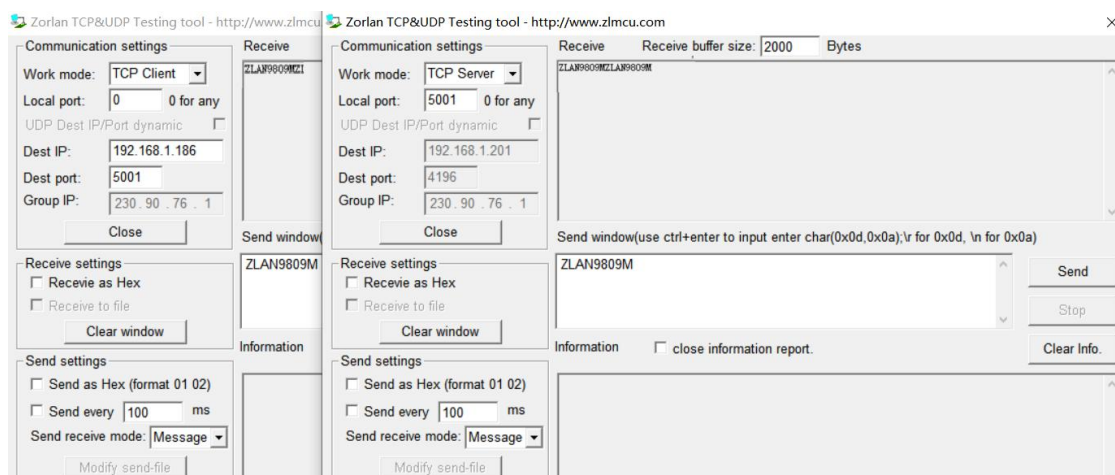 Zorlan TCP&UDP Testing tool - http://www.zlmcu
Communication settings
Receive
Work mode: TCP Client
Local port: 0 0 for any
UDP Dest IP/Port dynamic
Dest IP: 192.168.1.186
Dest port: 5001
Group IP: 230 . 90 . 76 . 1
Close
ZLAN9809MZI
Send window(
ZLAN9809M
Receive settings
Recevie as Hex
Receive to file
Clear window
Information
Send settings
Send as Hex (format 01 02)
Send every 100 ms
Send receive mode: Message
Modify send-file
Zorlan TCP&UDP Testing tool - http://www.zlmcu.com
Communication settings
Receive Receive buffer size: 2000 Bytes
Work mode: TCP Server
Local port: 5001 0 for any
UDP Dest IP/Port dynamic
Dest IP: 192.168.1.201
Dest port: 4196
Group IP: 230 . 90 . 76 . 1
Close
ZLAN9809MZLAN9809M
Send window(use ctrl+enter to input enter char(0x0d,0x0a);\r for 0x0d, \n for 0x0a)
ZLAN9809M
Send
Stop
Receive settings
Recevie as Hex
Receive to file
Clear window
Information close information report.
Clear Info.
Send settings
Send as Hex (format 01 02)
Send every 100 ms
Send receive mode: Message
Modify send-file